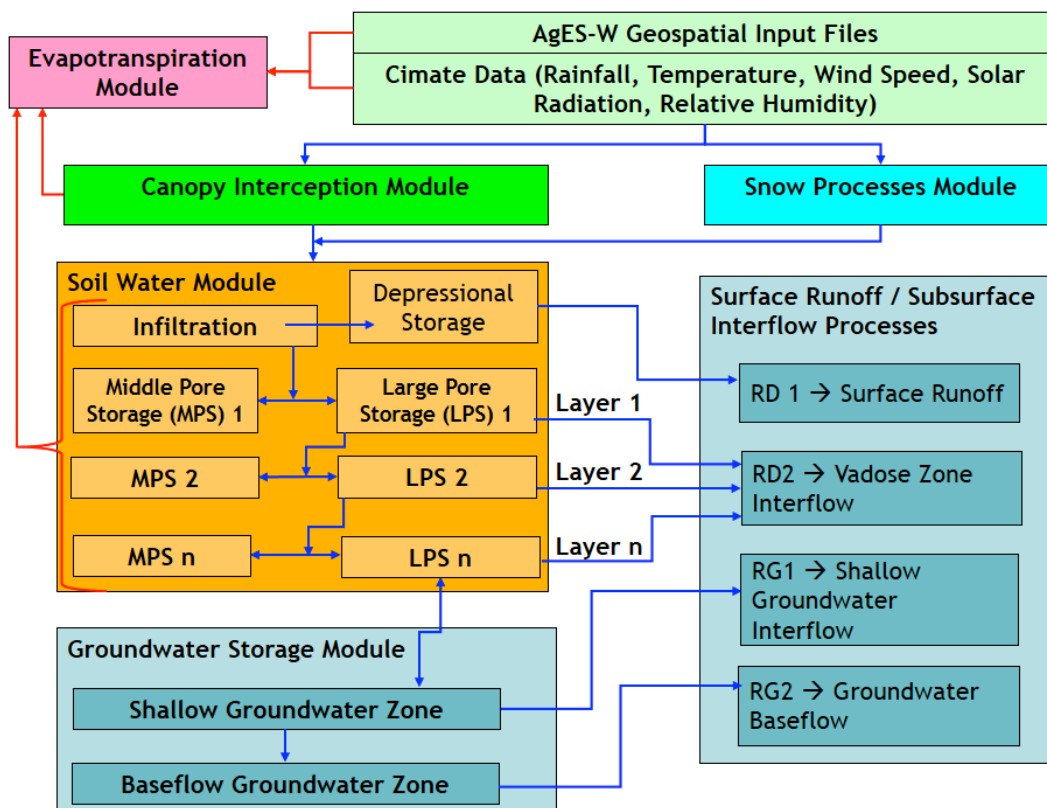 AgES-W Geospatial Input Files
Cimate Data (Rainfall, Temperature, Wind Speed, Solar
Radiation, Relative Humidity)
Evapotranspiration
Module
Canopy Interception Module
Snow Processes Module
Soil Water Module
Infiltration
Depressional
Storage
Middle Pore
Storage (MPS) 1
Large Pore
Storage (LPS) 1
MPS 2
LPS 2
MPS n
LPS n
Layer 1
Layer 2
Layer n
Surface Runoff / Subsurface
Interflow Processes
RD 1 → Surface Runoff
RD2 → Vadose Zone
Interflow
RG1 → Shallow
Groundwater
Interflow
RG2 → Groundwater
Baseflow
Groundwater Storage Module
Shallow Groundwater Zone
Baseflow Groundwater Zone